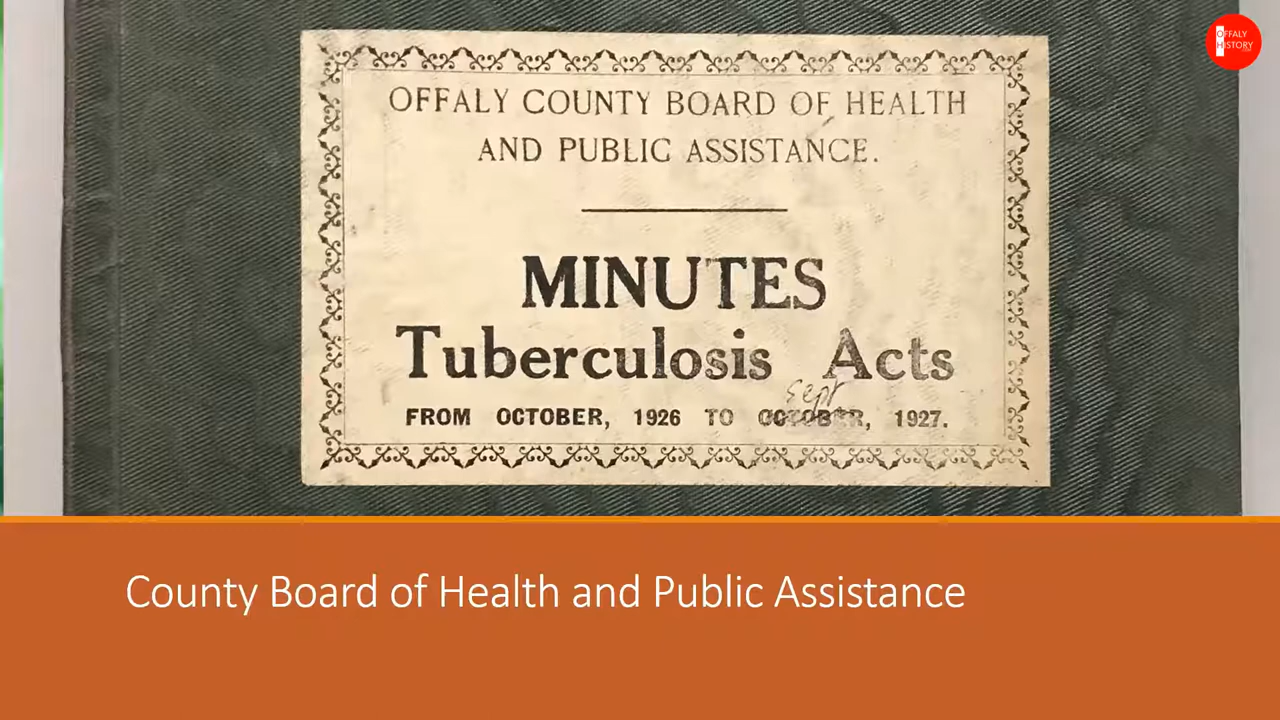 OFFALY
HISTORY
OFFALY COUNTY BOARD OF HEALTH
AND PUBLIC ASSISTANCE.
MINUTES
Tuberculosis Acts
sept
FROM OCTOBER, 1926 TO OCTOBER, 1927.
County Board of Health and Public Assistance